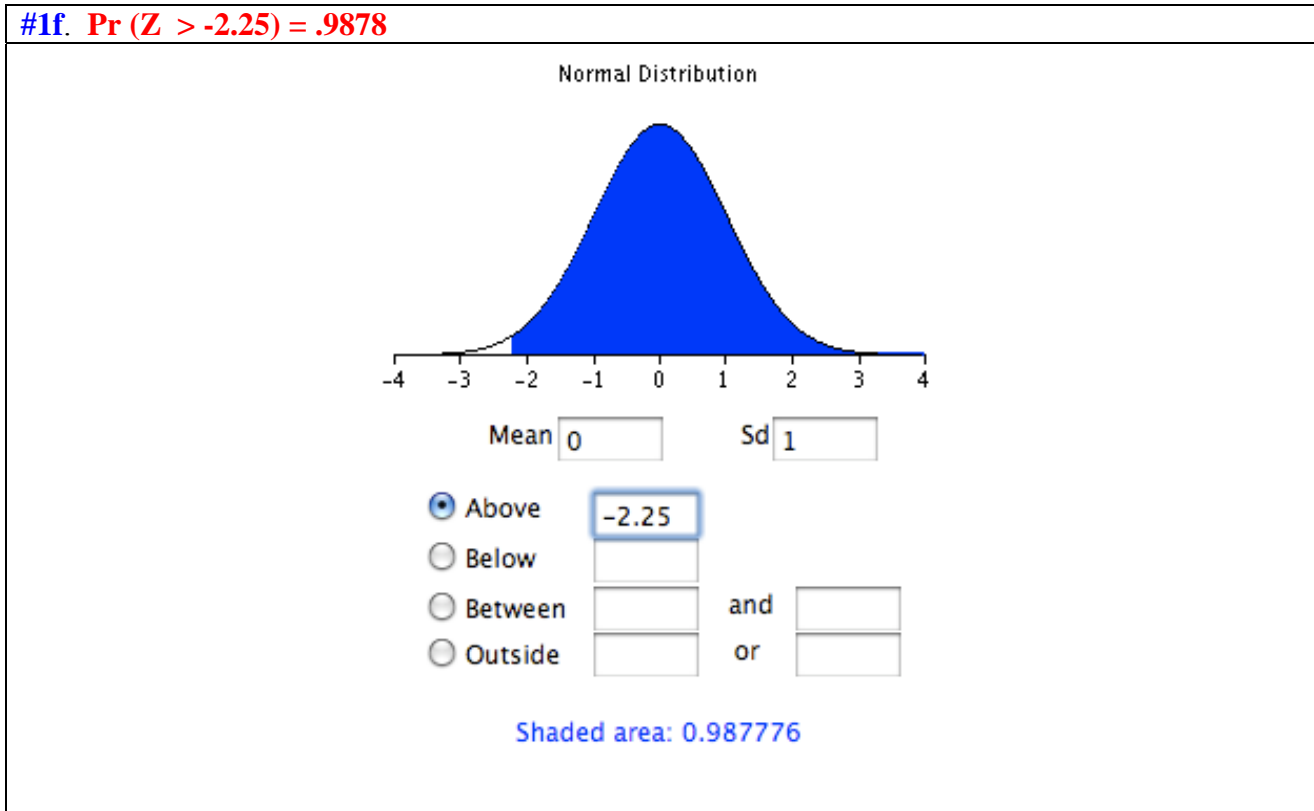 #1f. Pr (Z > -2.25) = .9878
Normal Distribution
-4 -3 -2 -1 0 1 2 3 4
Mean 0 Sd 1
Above -2.25
Below
Between and
Outside or
Shaded area: 0.987776